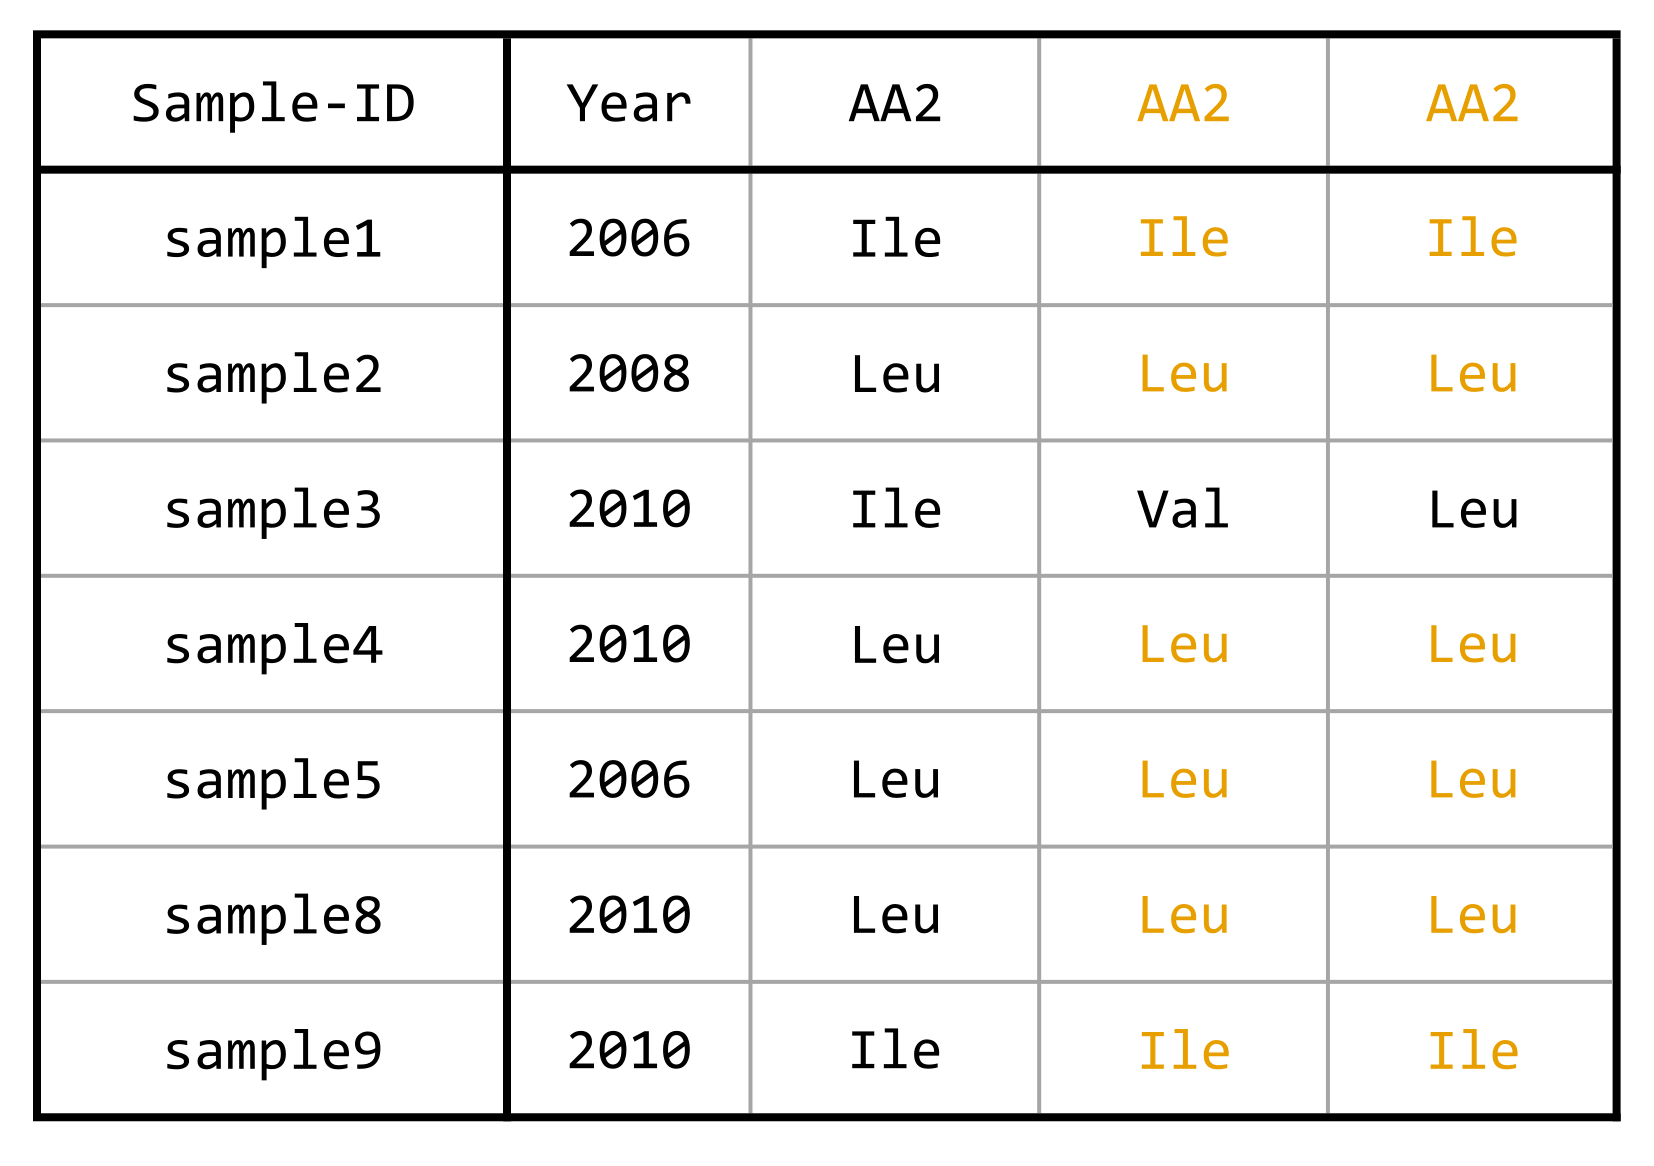 Sample-ID Year AA2 AA2 AA2
sample1 2006 Ile Ile Ile
sample2 2008 Leu Leu Leu
sample3 2010 Ile Val Leu
sample4 2010 Leu Leu Leu
sample5 2006 Leu Leu Leu
sample8 2010 Leu Leu Leu
sample9 2010 Ile Ile Ile